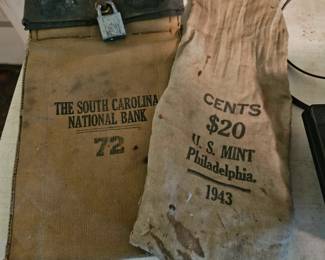 THE SOUTH CAROLINA
NATIONAL BANK
72
CENTS
$20
U. S. MINT
Philadelphia.
1943